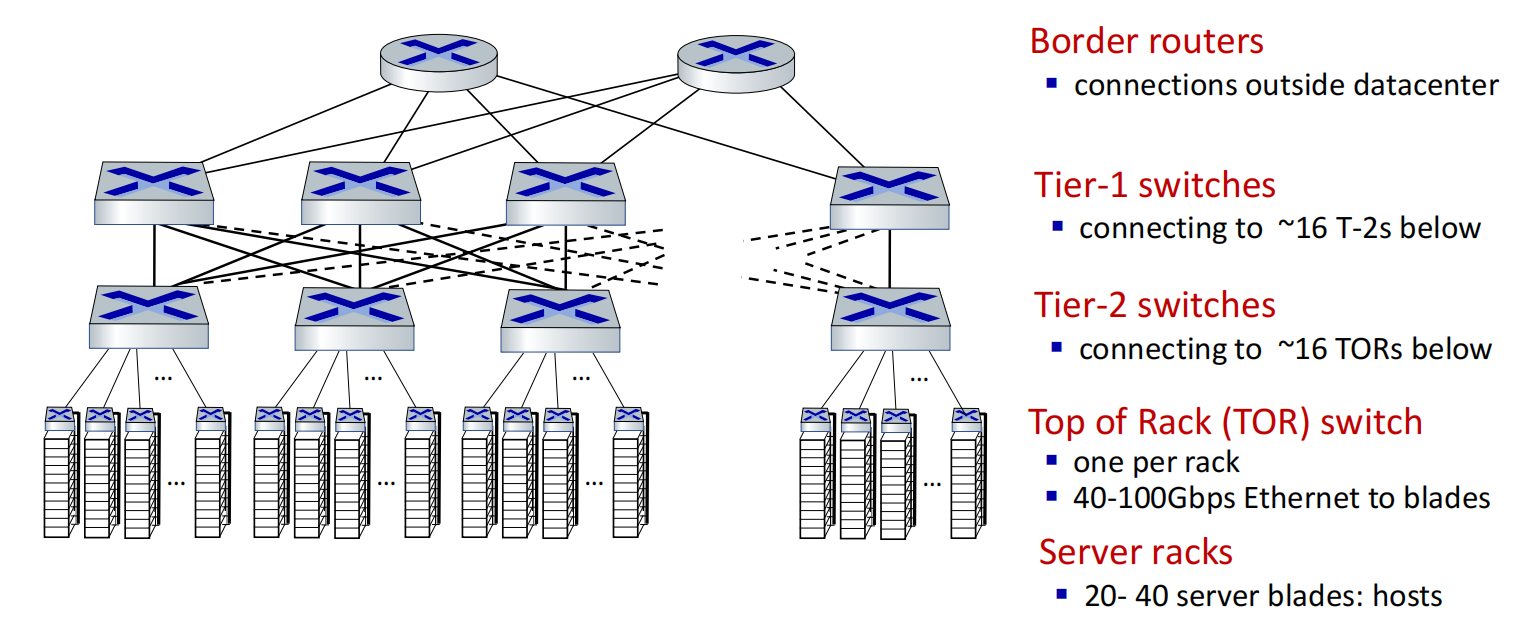 Border routers
▪ connections outside datacenter
Tier-1 switches
▪ connecting to ~16 T-2s below
Tier-2 switches
▪ connecting to ~16 TORs below
... ... ... ...
Top of Rack (TOR) switch
▪ one per rack
▪ 40-100Gbps Ethernet to blades
... ... ... ...
Server racks
▪ 20- 40 server blades: hosts